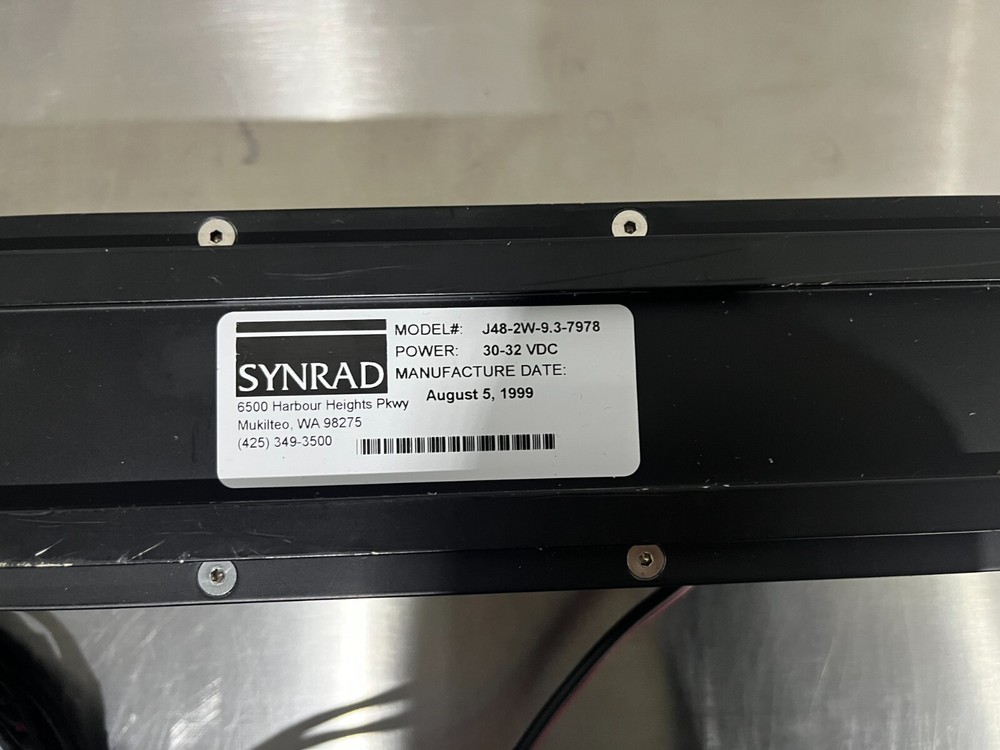 SYNRAD
MODEL#: J48-2W-9.3-7978
POWER: 30-32 VDC
MANUFACTURE DATE:
August 5, 1999
6500 Harbour Heights Pkwy
Mukilteo, WA 98275
(425) 349-3500